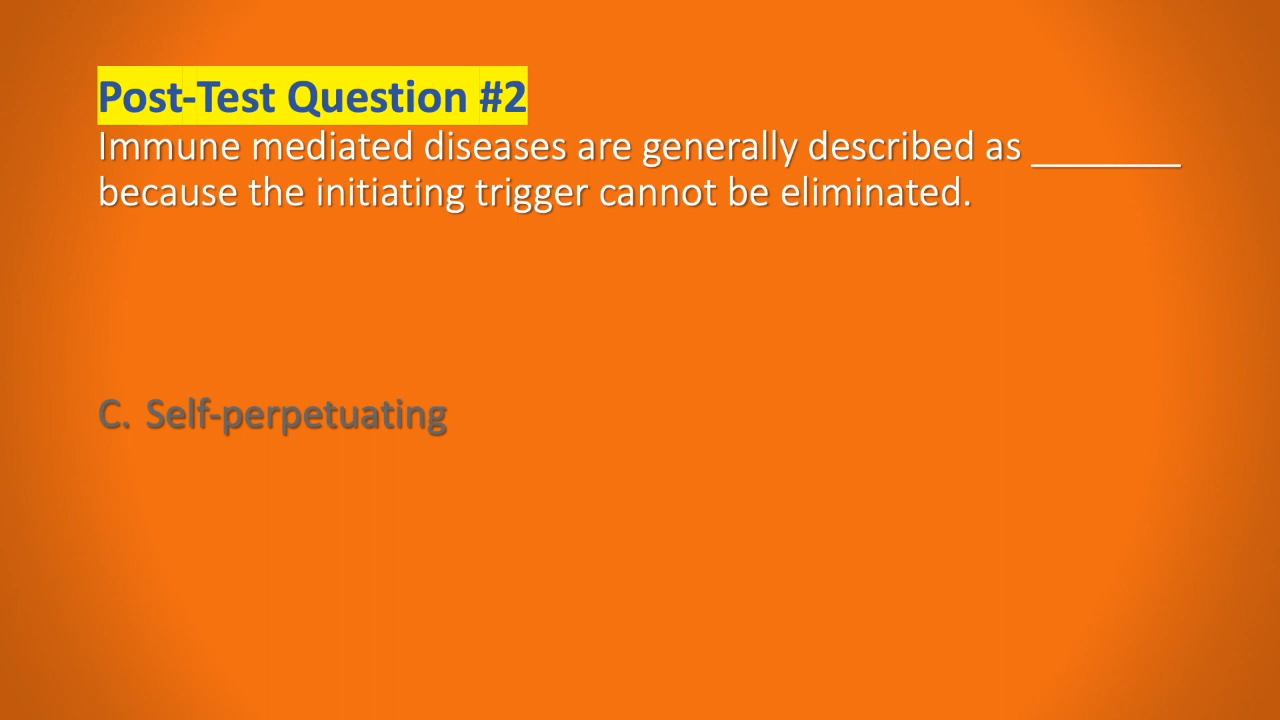 Post-Test Question #2
Immune mediated diseases are generally described as ________
because the initiating trigger cannot be eliminated.
C. Self-perpetuating